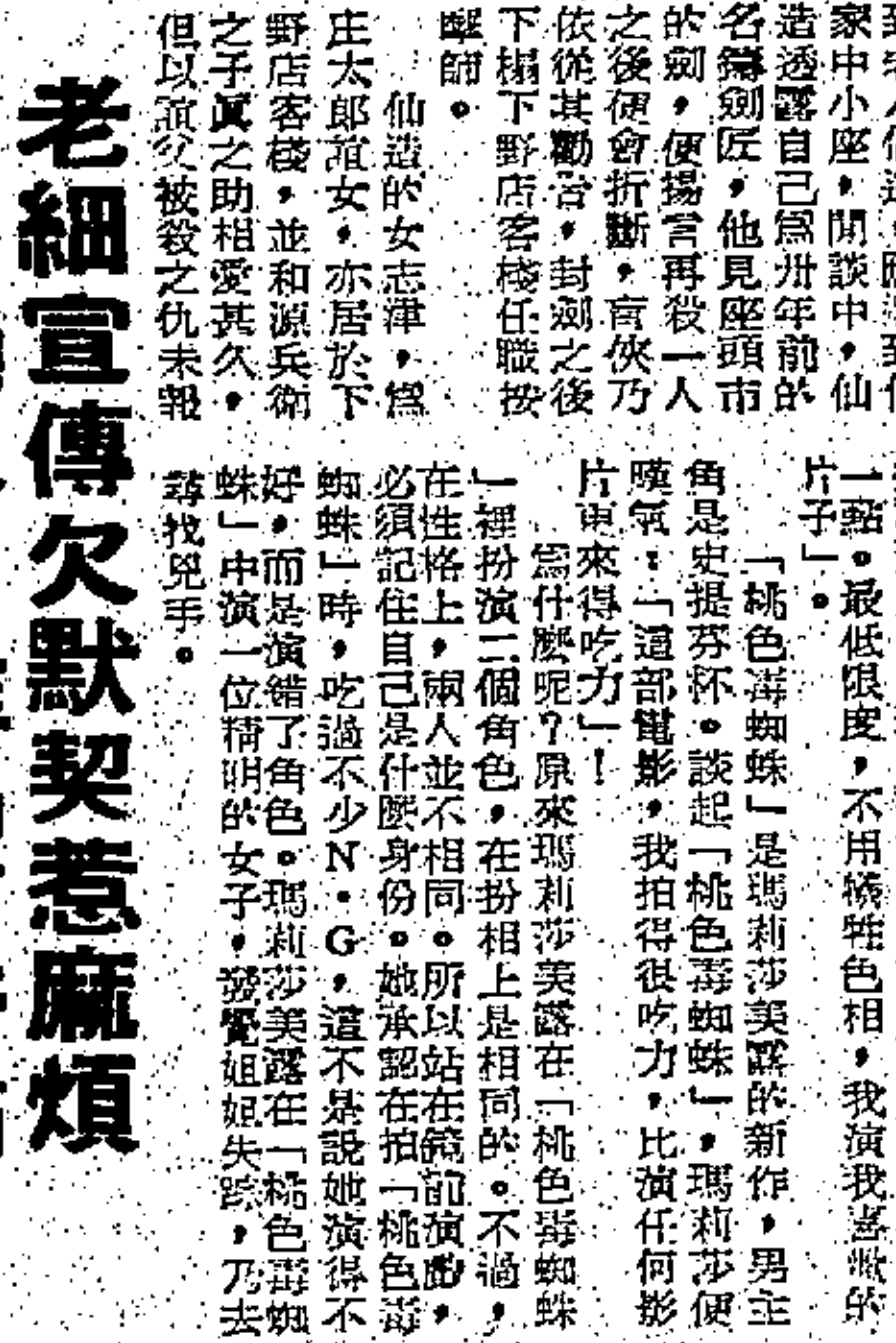 家中小座，閒談中，仙
造透露自己爲卅年前的
名鑄劍匠，他見座頭市
的劍，便揚言再殺一人
之後便會折斷，盲俠乃
依從其勸告，封劍之後
下榻下野店客棧任職按
摩師。
仙造的女志津，爲
庄太郎誼女，亦居於下
野店客棧，並和源兵衛
之子眞之助相愛甚久，
但以誼父被殺之仇未報
一點。最低限度，不用犧牲色相，我演我喜歡的
片子」。
「桃色毒蜘蛛」是瑪莉莎美露的新作，男主
角是史提芬杯。談起「桃色毒蜘蛛」，瑪莉莎便
嘆氣：「這部電影，我拍得很吃力，比演任何影
片更來得吃力」！
爲什麽呢？原來瑪莉莎美露在「桃色毒蜘蛛
」裡扮演二個角色，在扮相上是相同的。不過，
在性格上，兩人並不相同。所以站在鏡前演戲，
必須記住自己是什麽身份。她承認在拍「桃色毒
蜘蛛」時，吃過不少N·G，這不是說她演得不
好，而是演錯了角色。瑪莉莎美露在「桃色毒蜘
蛛」中演一位精明的女子，發覺姐姐失踪，乃去
尋找兇手。
老細宣傳欠默契惹麻煩